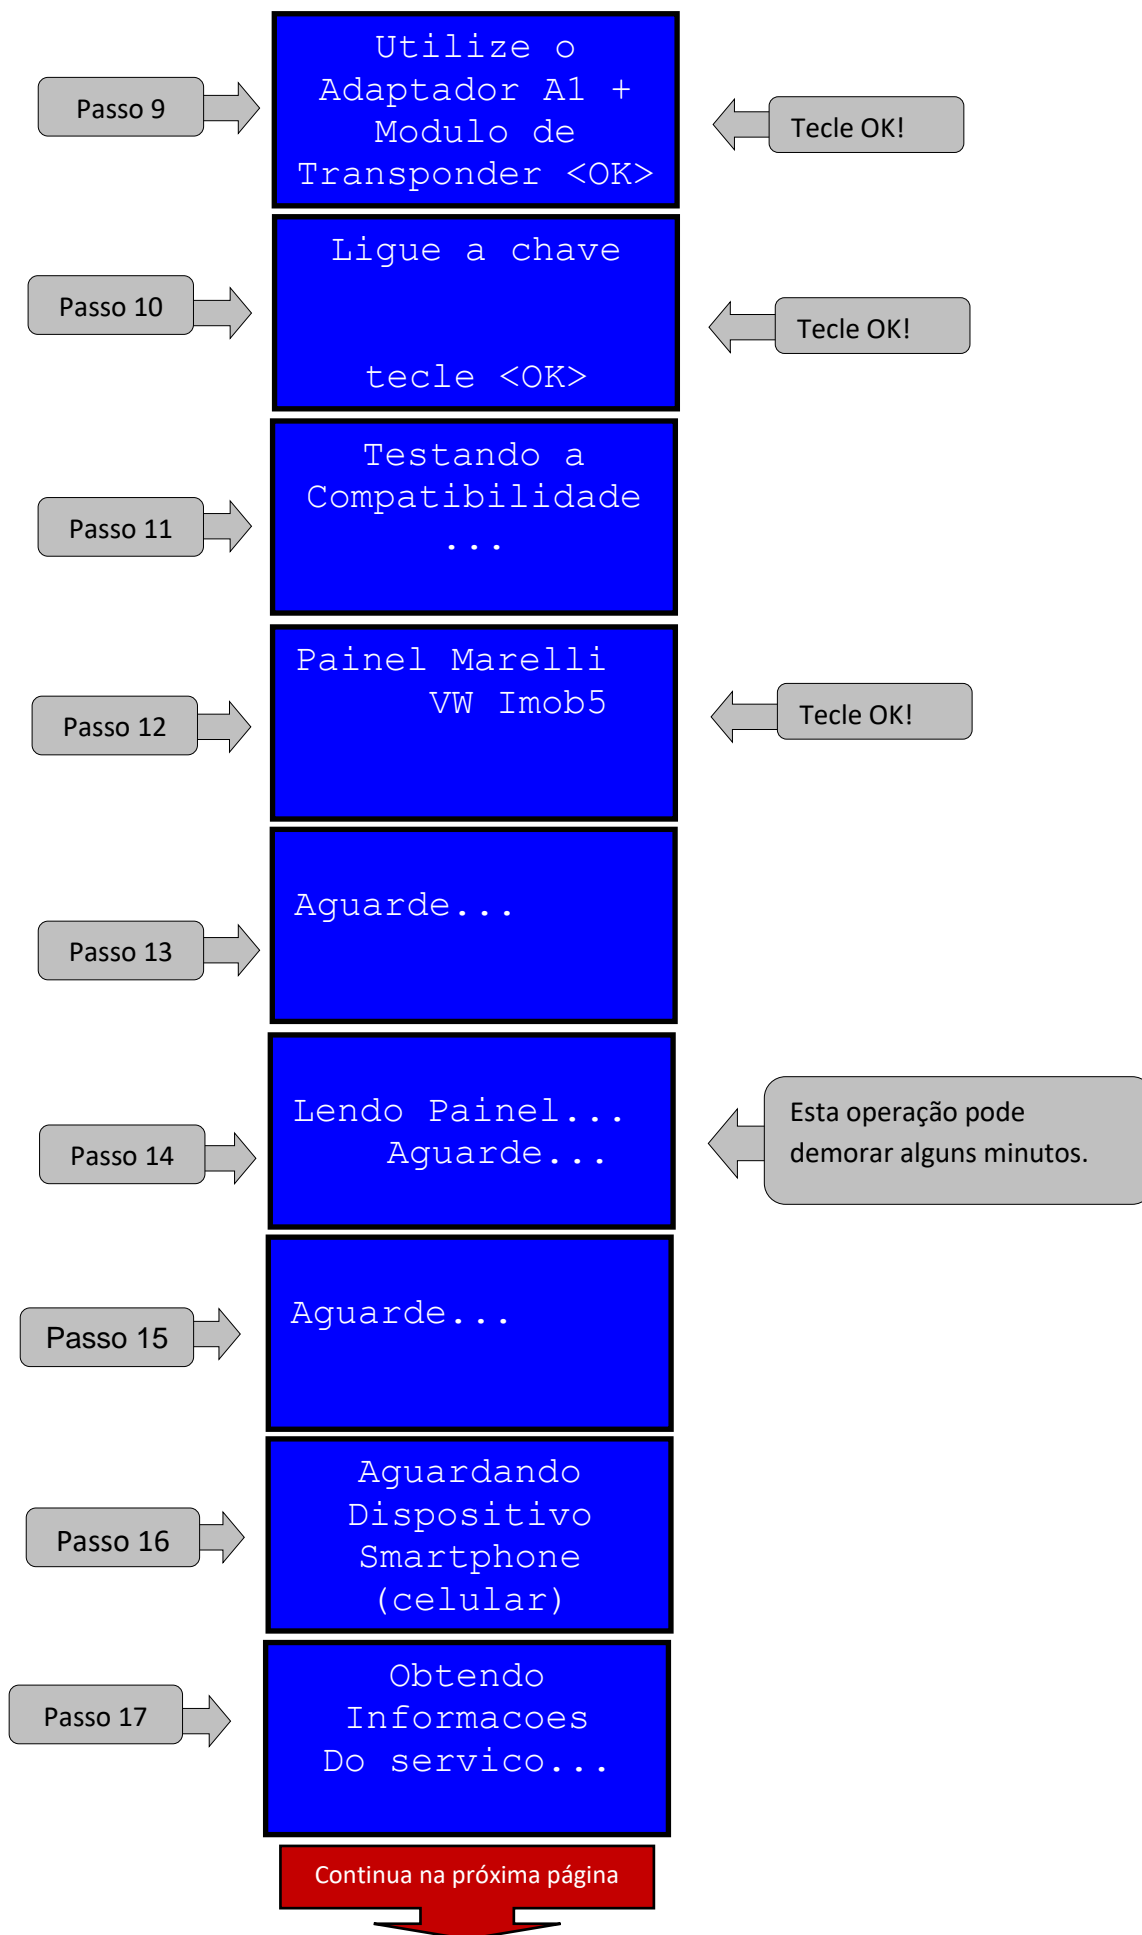 Passo 9
Utilize o
Adaptador A1 +
Modulo de
Transponder <OK>
Tecle OK!
Passo 10
Ligue a chave
tecle <OK>
Tecle OK!
Passo 11
Testando a
Compatibilidade
...
Passo 12
Painel Marelli
VW Imob5
Tecle OK!
Passo 13
Aguarde...
Passo 14
Lendo Painel...
Aguarde...
Esta operação pode
demorar alguns minutos.
Passo 15
Aguarde...
Passo 16
Aguardando
Dispositivo
Smartphone
(celular)
Passo 17
Obtendo
Informacoes
Do servico...
Continua na próxima página